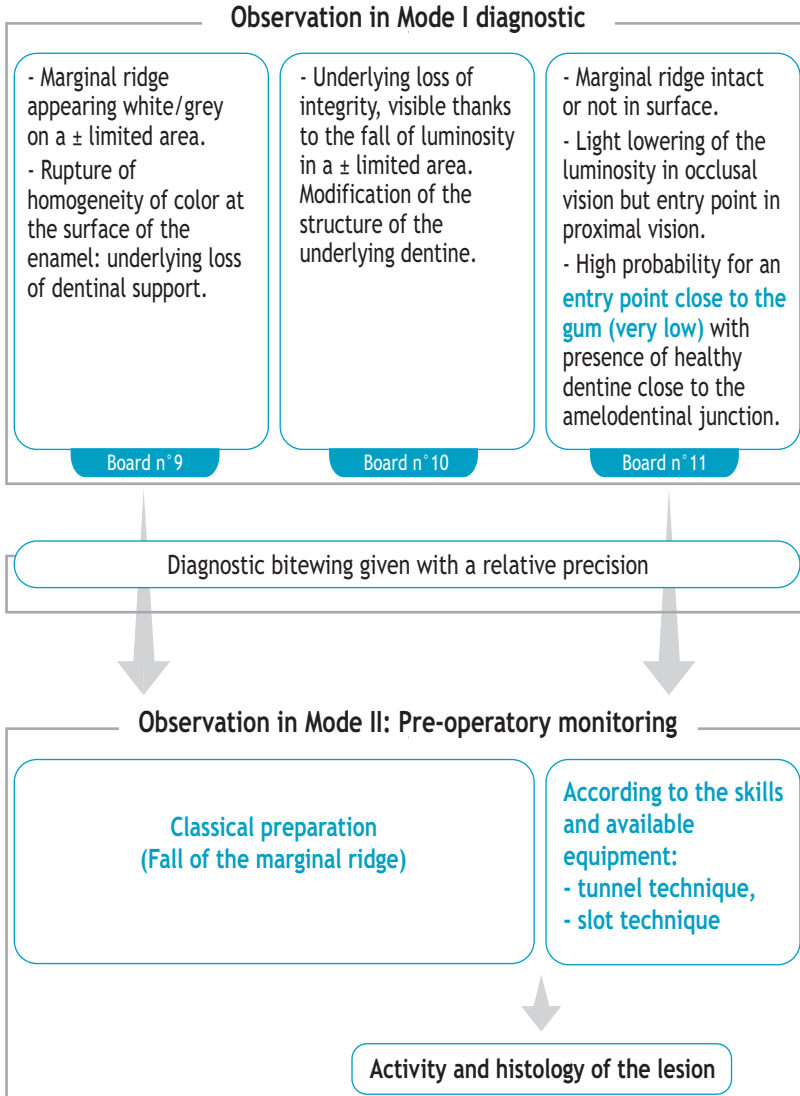 Observation in Mode I diagnostic
- Marginal ridge
appearing white/grey
on a ± limited area.
- Rupture of
homogeneity of color at
the surface of the
enamel: underlying loss
of dentinal support.
Board n°9
- Underlying loss of
integrity, visible thanks
to the fall of luminosity
in a ± limited area.
Modification of the
structure of the
underlying dentine.
Board n°10
- Marginal ridge intact
or not in surface.
- Light lowering of the
luminosity in occlusal
vision but entry point in
proximal vision.
- High probability for an
entry point close to the
gum (very low) with
presence of healthy
dentine close to the
amelodentinal junction.
Board n°11
Diagnostic bitewing given with a relative precision
Observation in Mode II: Pre-operatory monitoring
Classical preparation
(Fall of the marginal ridge)
According to the skills
and available
equipment:
- tunnel technique,
- slot technique
Activity and histology of the lesion